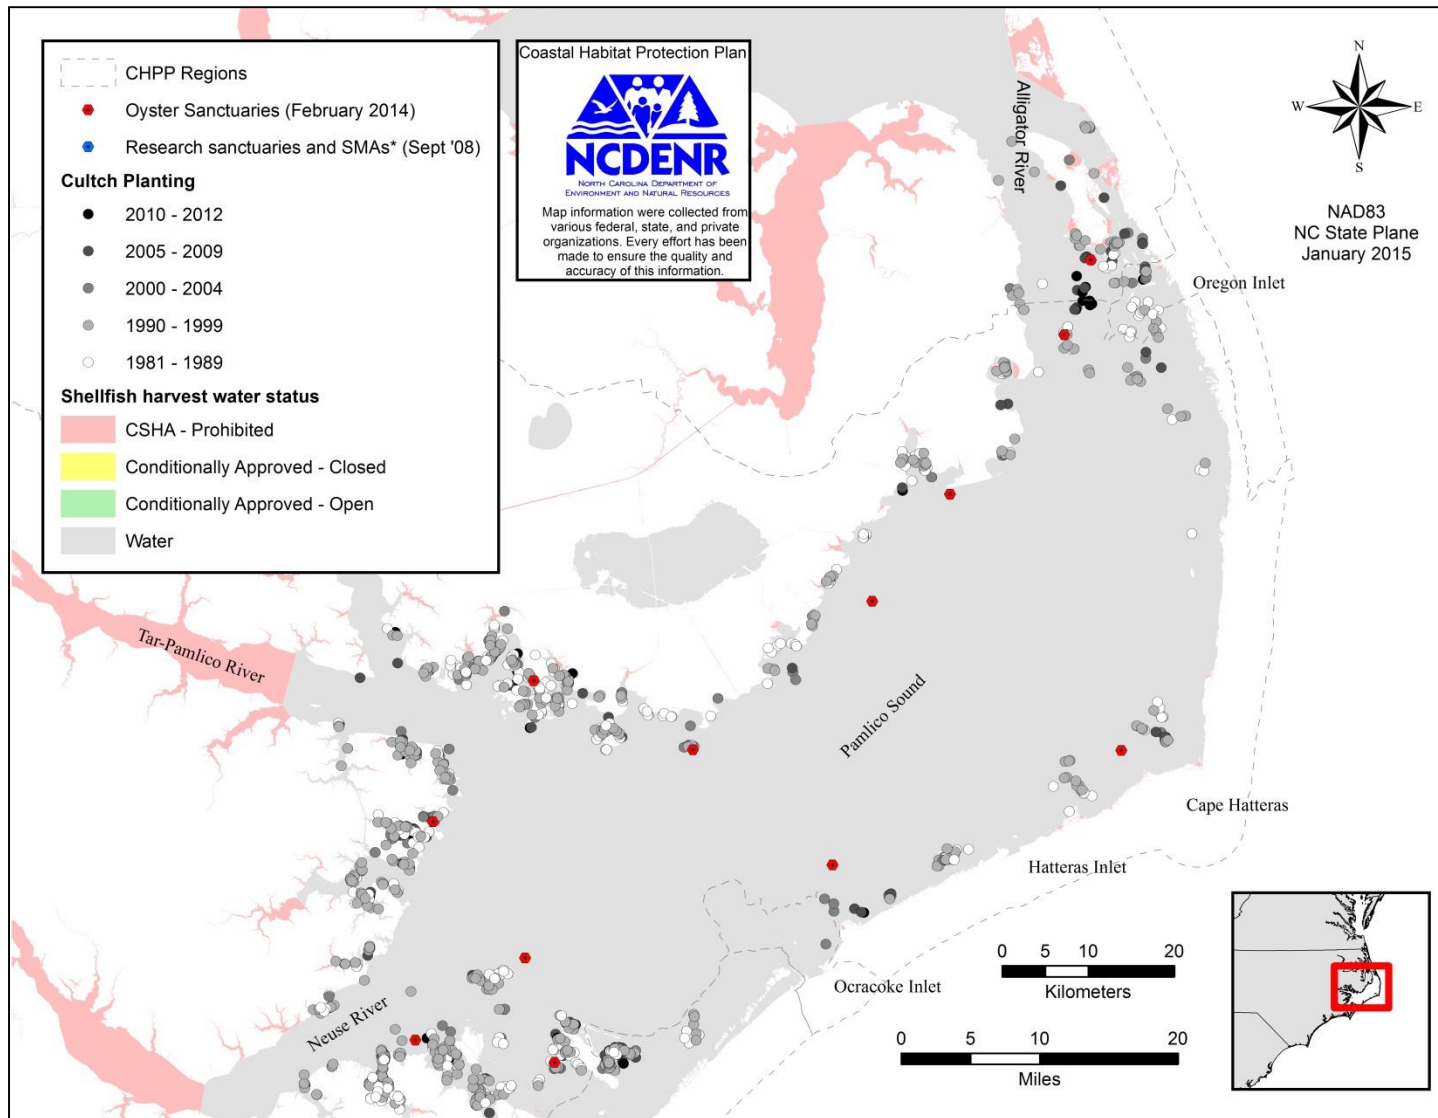 CHPP Regions
Oyster Sanctuaries (February 2014)
Research sanctuaries and SMAs* (Sept '08)
Cultch Planting
2010 - 2012
2005 - 2009
2000 - 2004
1990 - 1999
1981 - 1989
Shellfish harvest water status
CSHA - Prohibited
Conditionally Approved - Closed
Conditionally Approved - Open
Water
Coastal Habitat Protection Plan
NCDENR
North Carolina Department of
Environment and Natural Resources
Map information were collected from
various federal, state, and private
organizations. Every effort has been
made to ensure the quality and
accuracy of this information.
N
W E
S
NAD83
NC State Plane
January 2015
Alligator River
Oregon Inlet
Tar-Pamlico River
Pamlico Sound
Cape Hatteras
Hatteras Inlet
Ocracoke Inlet
Neuse River
0 5 10 20
Kilometers
0 5 10 20
Miles